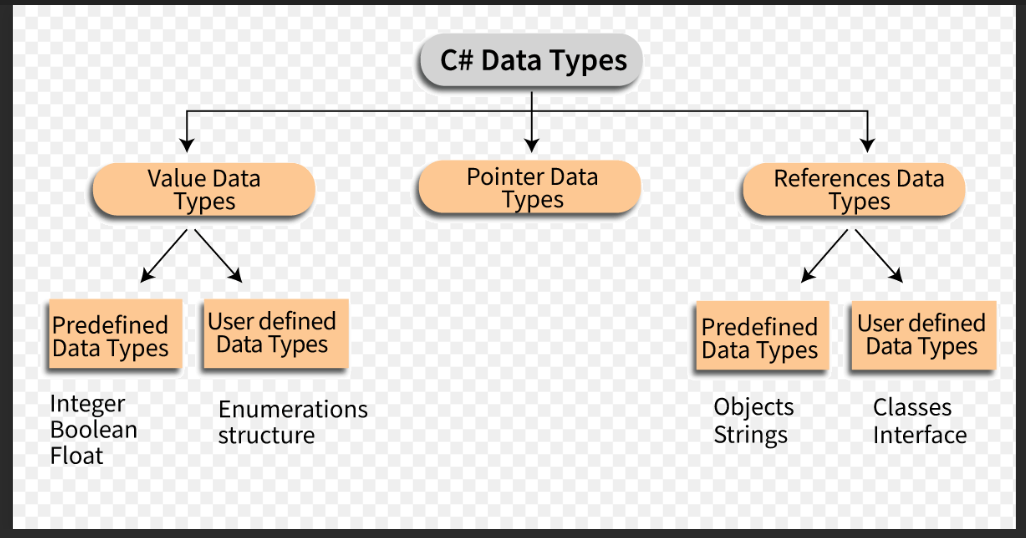 C# Data Types
Value Data
Types
Pointer Data
Types
References Data
Types
Predefined
Data Types
User defined
Data Types
Predefined
Data Types
User defined
Data Types
Integer
Boolean
Float
Enumerations
structure
Objects
Strings
Classes
Interface